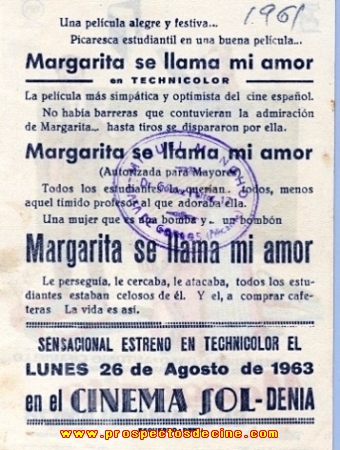 1961
Una película alegre y festiva...
Picaresca estudiantil en una buena película...
Margarita se llama mi amor
en TECHNICOLOR
La película más simpática y optimista del cine español.
No había barreras que contuvieran la admiración
de Margarita... hasta tiros se dispararon por ella.
Margarita se llama mi amor
(Autorizada para Mayores)
Todos los estudiantes la querían... todos, menos
aquel tímido profesor al que adoraba ella.
Una mujer que es una bomba y... un bombón
Margarita se llama mi amor
Le perseguía, le cercaba, le atacaba, todos los estu-
diantes estaban celosos de él. Y el, a comprar cafe-
teras La vida es así.
SENSACIONAL ESTRENO EN TECHNICOLOR EL
LUNES 26 de Agosto de 1963
en el CINEMA SOL-DENIA
www.prospectosdecine.com